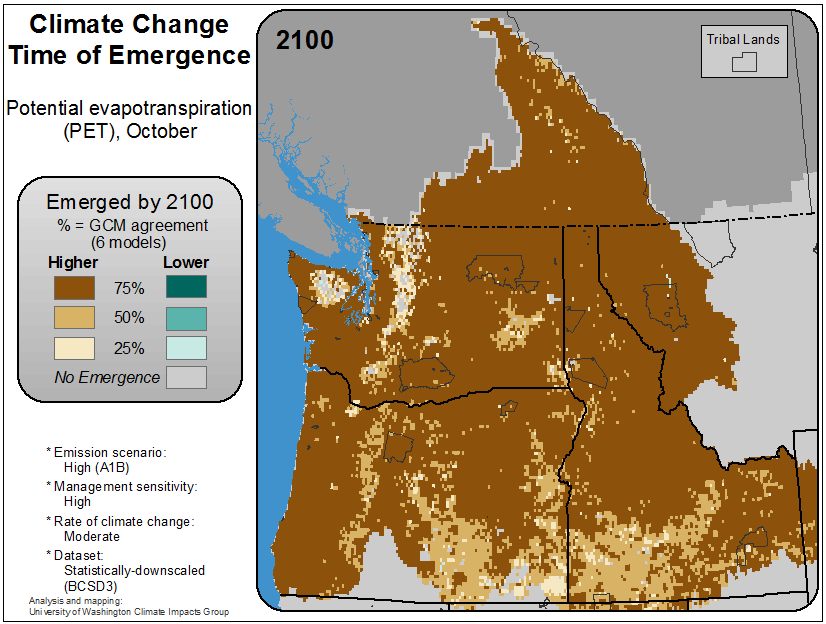 Climate Change
Time of Emergence
Potential evapotranspiration
(PET), October
Emerged by 2100
% = GCM agreement
(6 models)
Higher Lower
75%
50%
25%
No Emergence
* Emission scenario:
High (A1B)
* Management sensitivity:
High
* Rate of climate change:
Moderate
* Dataset:
Statistically-downscaled
(BCSD3)
Analysis and mapping:
University of Washington Climate Impacts Group
2100
Tribal Lands